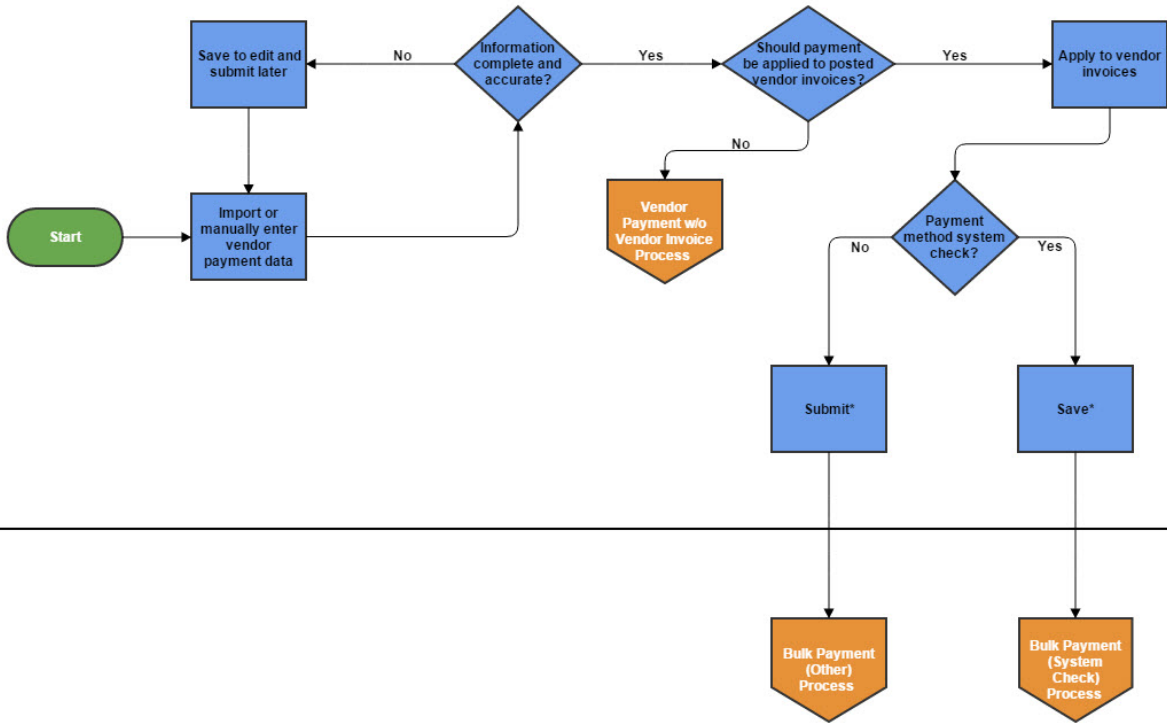 Save to edit and
submit later
No
Information
complete and
accurate?
Yes
Should payment
be applied to posted
vendor invoices?
Yes
Apply to vendor
invoices
No
Start
Import or
manually enter
vendor
payment data
Vendor
Payment w/o
Vendor Invoice
Process
Payment
method system
check?
No
Yes
Submit*
Save*
Bulk Payment
(Other)
Process
Bulk Payment
(System
Check)
Process